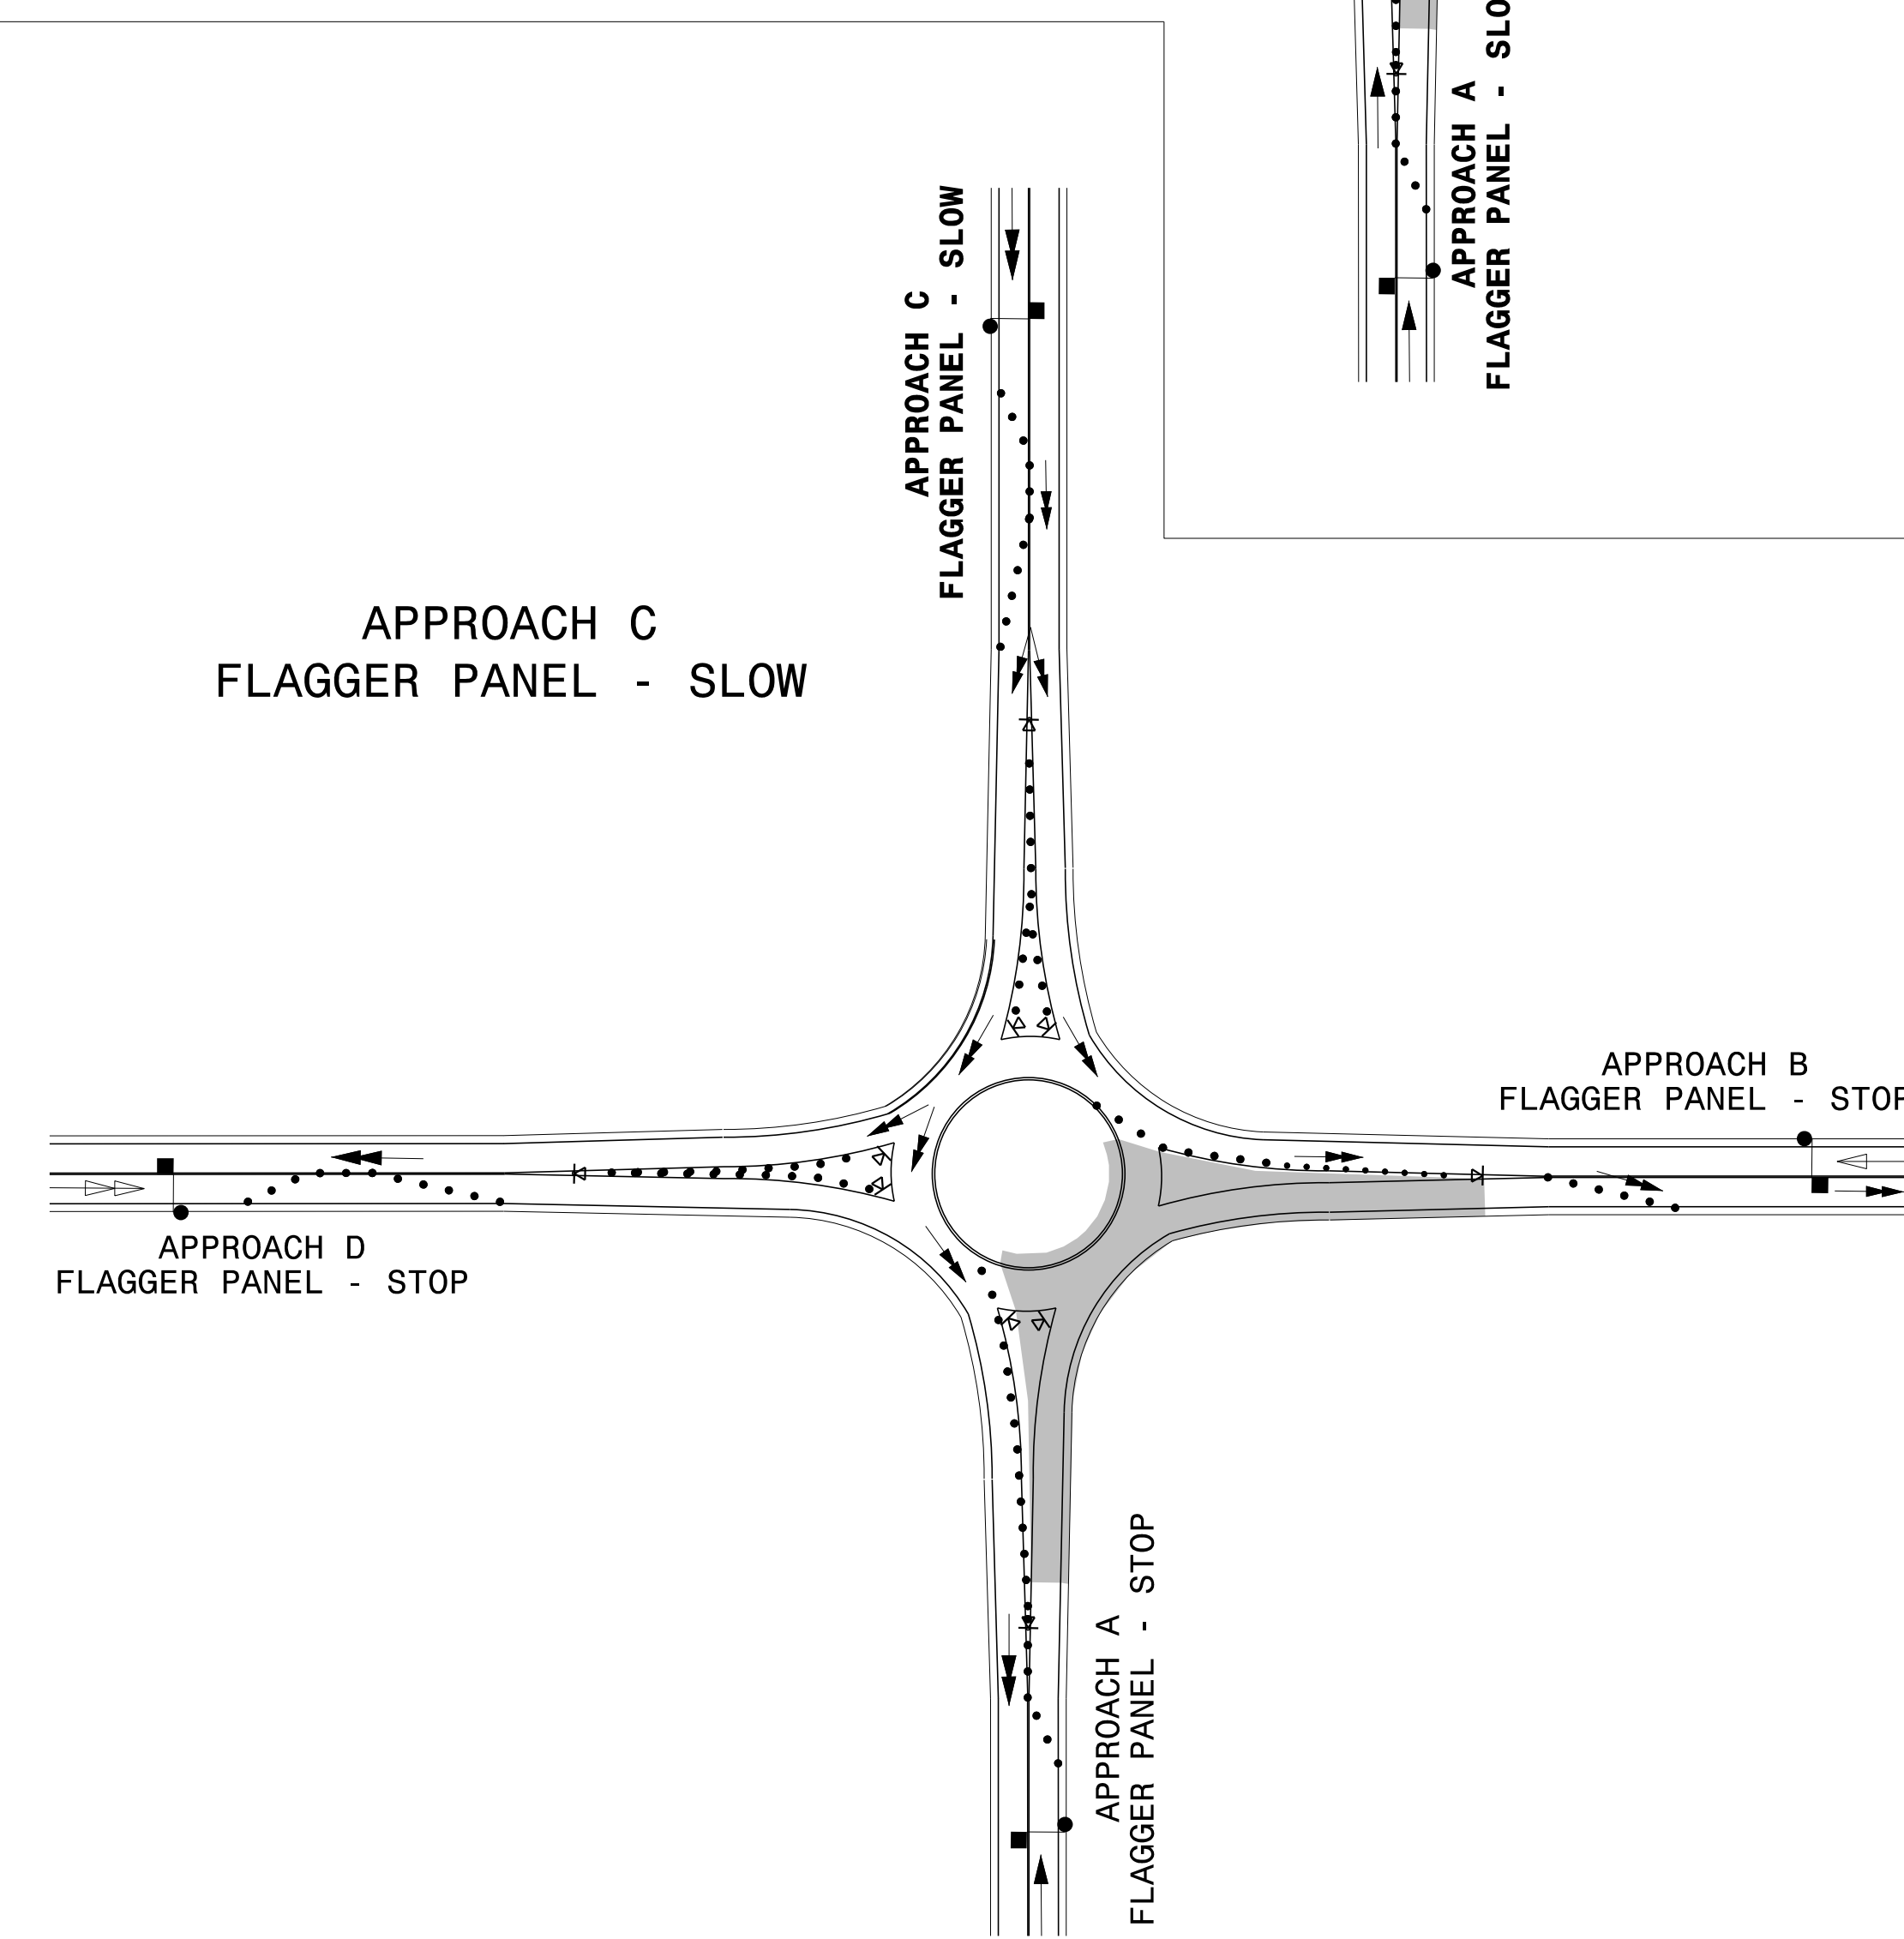 APPROACH A
FLAGGER PANEL - SLO
APPROACH C
FLAGGER PANEL - SLOW
APPROACH C
FLAGGER PANEL - SLOW
APPROACH B
FLAGGER PANEL - STOP
APPROACH D
FLAGGER PANEL - STOP
APPROACH A
FLAGGER PANEL - STOP